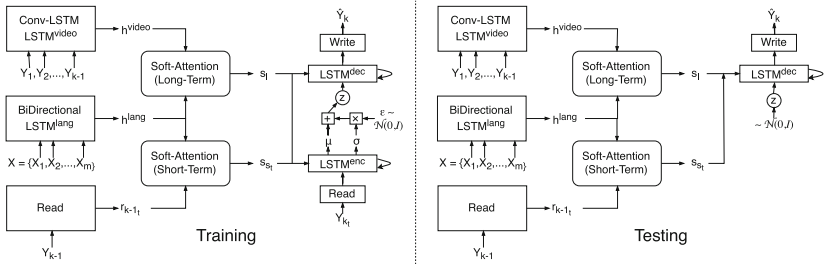 Conv-LSTM
LSTM^video
h^video
Y_1,Y_2,...,Y_k-1
Soft-Attention
(Long-Term)
s_l
BiDirectional
LSTM^lang
h^lang
X = {X_1,X_2,...,X_m}
Soft-Attention
(Short-Term)
s_s_t
Read
r_k-1_t
Y_k-1
Ŷ_k
Write
LSTM^dec
z
+
×
ε ~
N(0,I)
μ
σ
LSTM^enc
Read
Y_k_t
Training
Conv-LSTM
LSTM^video
h^video
Y_1,Y_2,...,Y_k-1
Soft-Attention
(Long-Term)
s_l
BiDirectional
LSTM^lang
h^lang
X = {X_1,X_2,...,X_m}
Soft-Attention
(Short-Term)
s_s_t
Read
r_k-1_t
Y_k-1
Ŷ_k
Write
LSTM^dec
z
~ N(0,I)
Testing